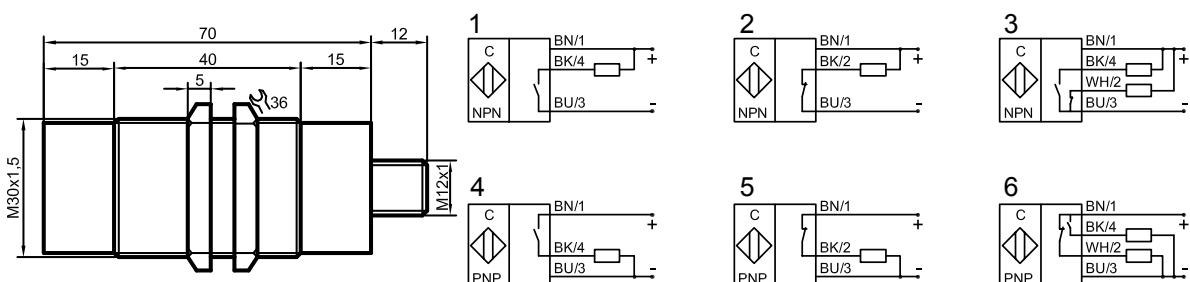 70
12
15
40
15
5
36
M30x1,5
M12x1
1
C
NPN
BN/1
BK/4
BU/3
+
-
2
C
NPN
BN/1
BK/2
BU/3
+
-
3
C
NPN
BN/1
BK/4
WH/2
BU/3
+
-
4
C
PNP
BN/1
BK/4
BU/3
+
-
5
C
PNP
BN/1
BK/2
BU/3
+
-
6
C
PNP
BN/1
BK/4
WH/2
BU/3
+
-